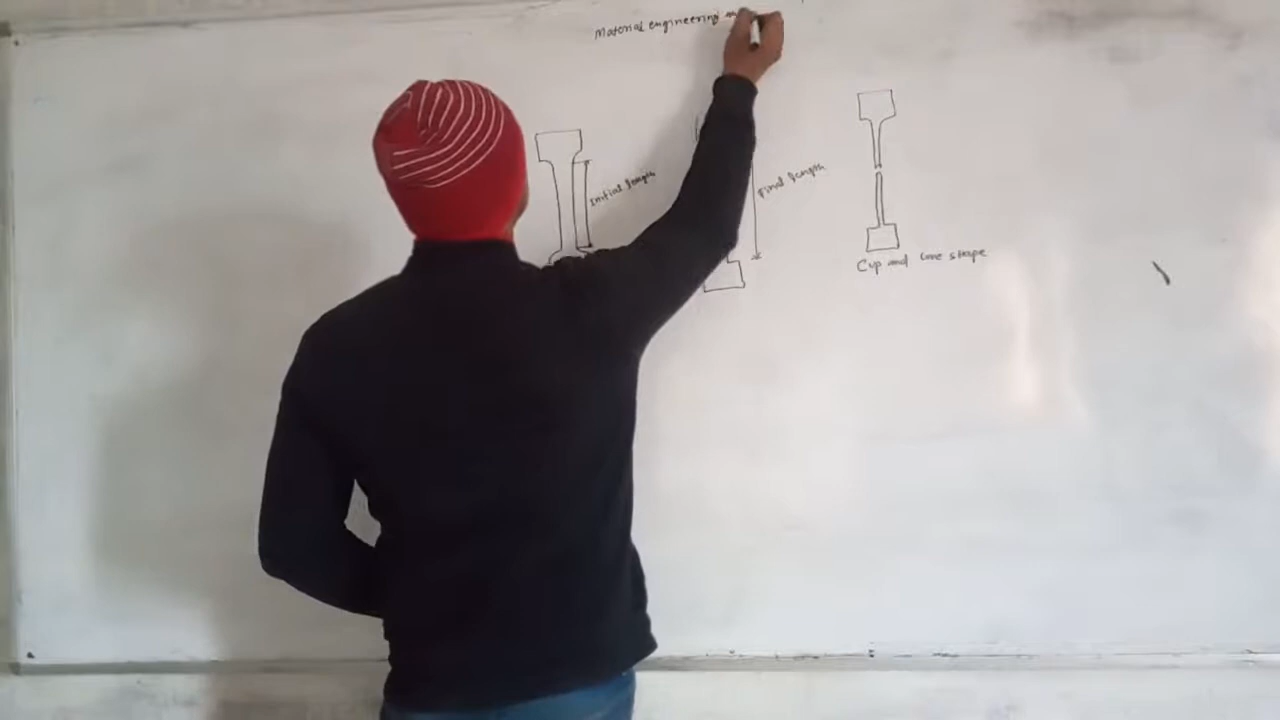 Material engineering
Initial length
Final length
Cup and cone shape